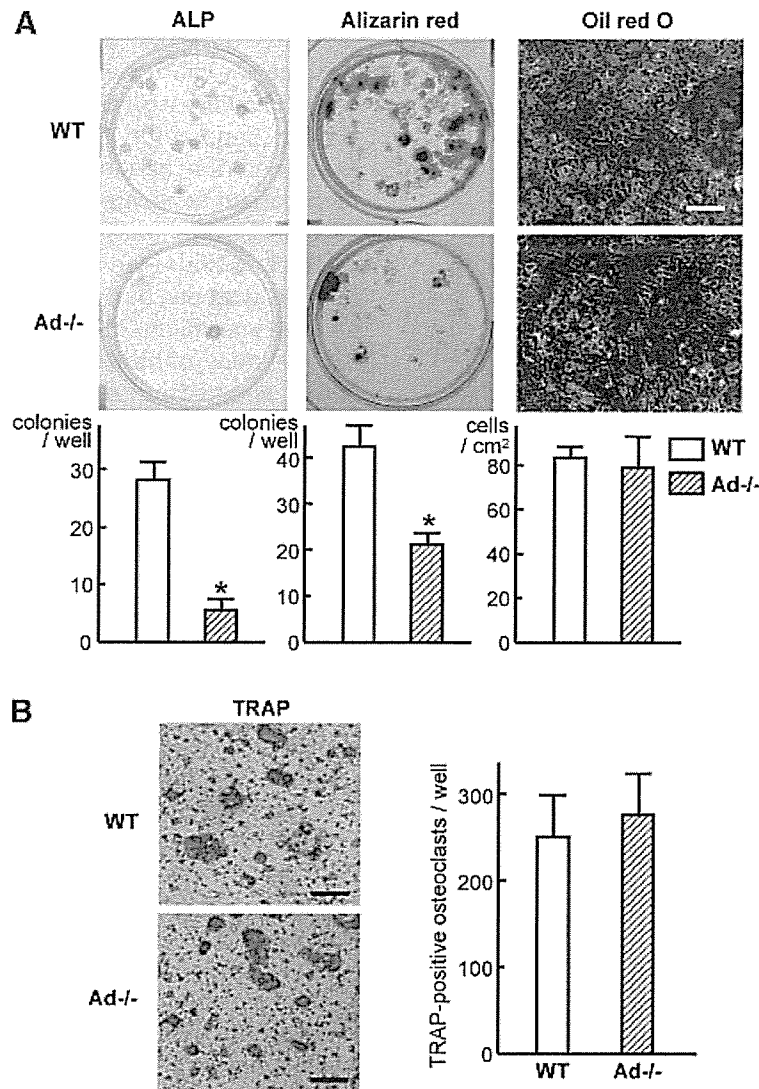 A
ALP Alizarin red Oil red O
WT
Ad-/-
colonies / well
30
20
10
0
*
colonies / well
40
20
0
*
cells / cm²
80
60
40
20
0
WT
Ad-/-
B
TRAP
WT
Ad-/-
TRAP-positive osteoclasts / well
300
200
100
0
WT Ad-/-